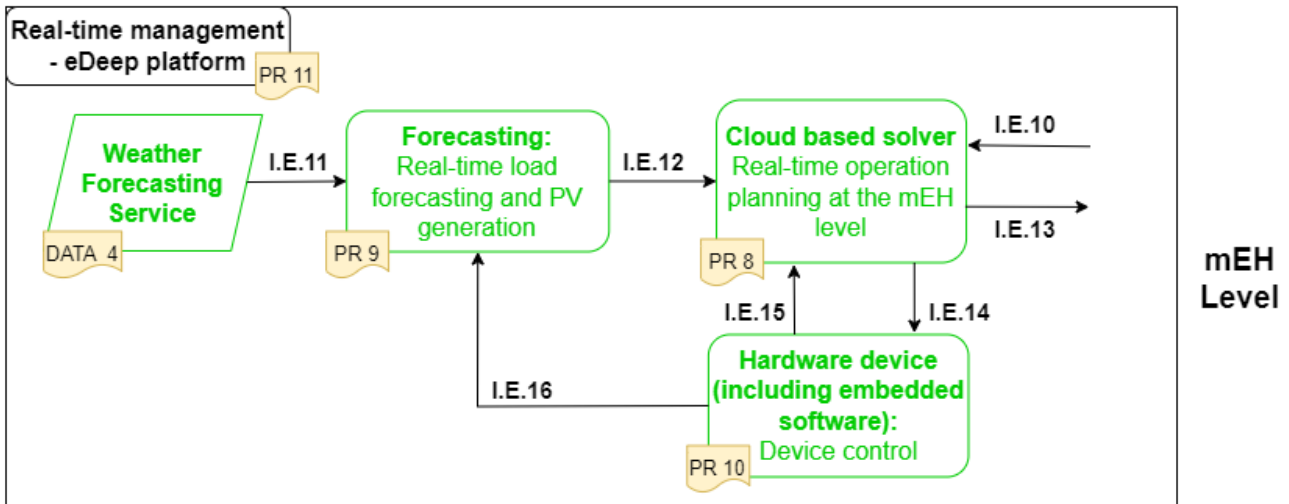 Real-time management
- eDeep platform
PR 11
Weather
Forecasting
Service
DATA 4
I.E.11
Forecasting:
Real-time load
forecasting and PV
generation
PR 9
I.E.12
Cloud based solver
Real-time operation
planning at the mEH
level
PR 8
I.E.10
I.E.13
I.E.15
I.E.14
I.E.16
Hardware device
(including embedded
software):
Device control
PR 10
mEH
Level